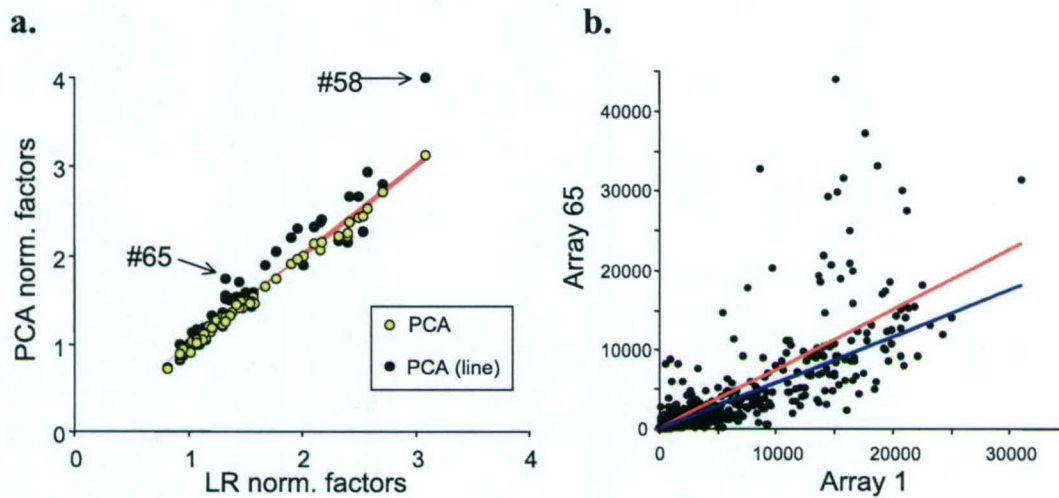 a.
#58
#65
PCA norm. factors
4
3
2
1
0
PCA
PCA (line)
0
1
2
3
4
LR norm. factors
b.
Array 65
40000
30000
20000
10000
0
0
10000
20000
30000
Array 1